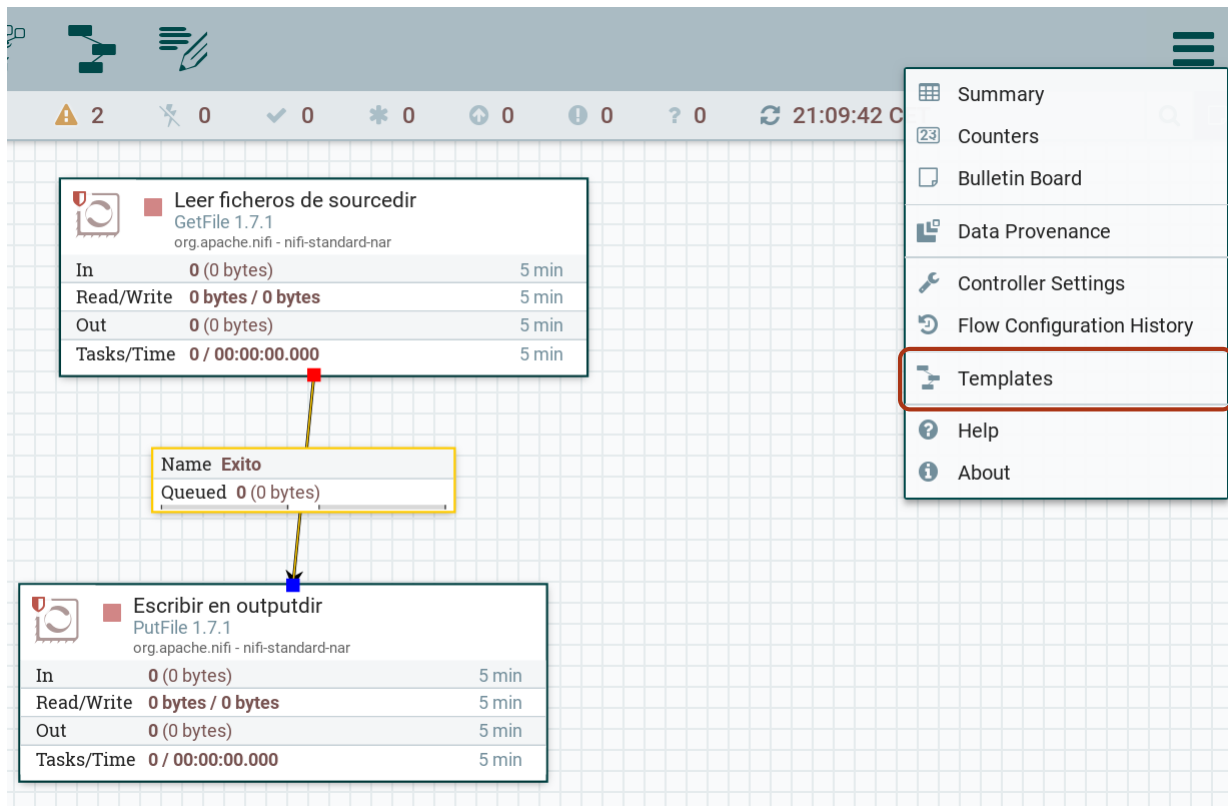 2 0 0 0 0 0 0 21:09:42 C
Summary
23 Counters
Bulletin Board
Data Provenance
Controller Settings
Flow Configuration History
Templates
Help
About
Leer ficheros de sourcedir
GetFile 1.7.1
org.apache.nifi - nifi-standard-nar
In 0 (0 bytes) 5 min
Read/Write 0 bytes / 0 bytes 5 min
Out 0 (0 bytes) 5 min
Tasks/Time 0 / 00:00:00.000 5 min
Name Exito
Queued 0 (0 bytes)
Escribir en outputdir
PutFile 1.7.1
org.apache.nifi - nifi-standard-nar
In 0 (0 bytes) 5 min
Read/Write 0 bytes / 0 bytes 5 min
Out 0 (0 bytes) 5 min
Tasks/Time 0 / 00:00:00.000 5 min